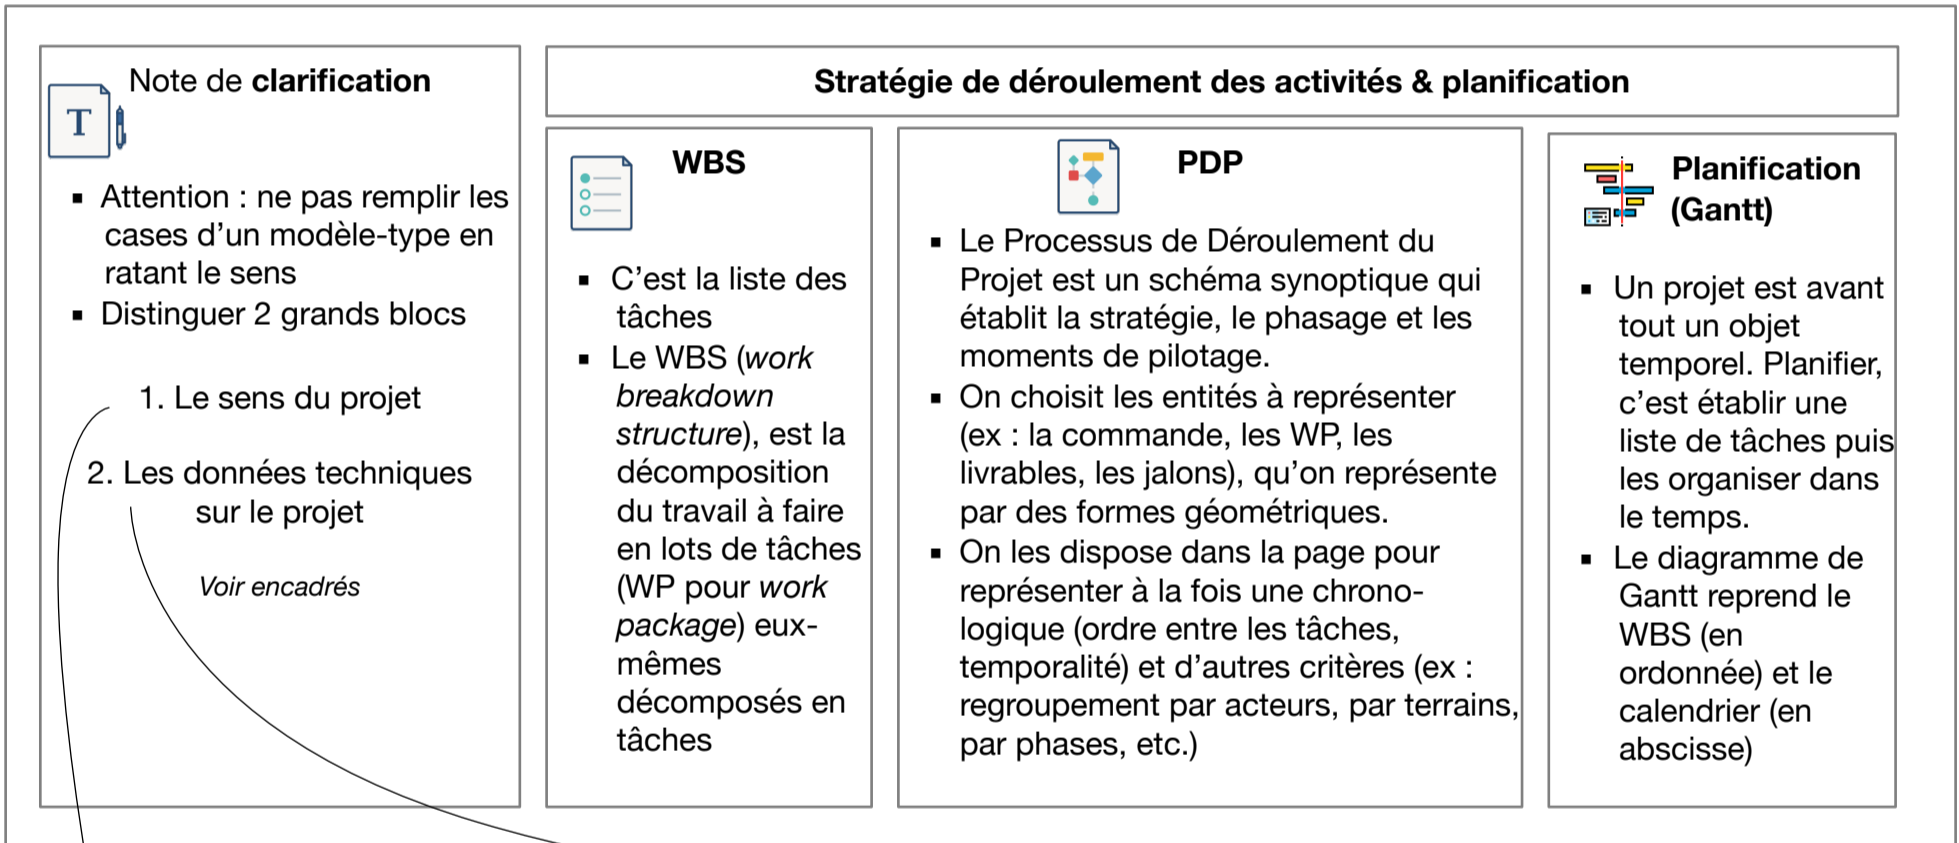 Note de clarification
T
▪ Attention : ne pas remplir les
cases d’un modèle-type en
ratant le sens
▪ Distinguer 2 grands blocs
1. Le sens du projet
2. Les données techniques
sur le projet
Voir encadrés
Stratégie de déroulement des activités & planification
WBS
▪ C’est la liste des
tâches
▪ Le WBS (work
breakdown
structure), est la
décomposition
du travail à faire
en lots de tâches
(WP pour work
package) eux-
mêmes
décomposés en
tâches
PDP
▪ Le Processus de Déroulement du
Projet est un schéma synoptique qui
établit la stratégie, le phasage et les
moments de pilotage.
▪ On choisit les entités à représenter
(ex : la commande, les WP, les
livrables, les jalons), qu’on représente
par des formes géométriques.
▪ On les dispose dans la page pour
représenter à la fois une chrono-
logique (ordre entre les tâches,
temporalité) et d’autres critères (ex :
regroupement par acteurs, par terrains,
par phases, etc.)
Planification
(Gantt)
▪ Un projet est avant
tout un objet
temporel. Planifier,
c’est établir une
liste de tâches puis
les organiser dans
le temps.
▪ Le diagramme de
Gantt reprend le
WBS (en
ordonnée) et le
calendrier (en
abscisse)